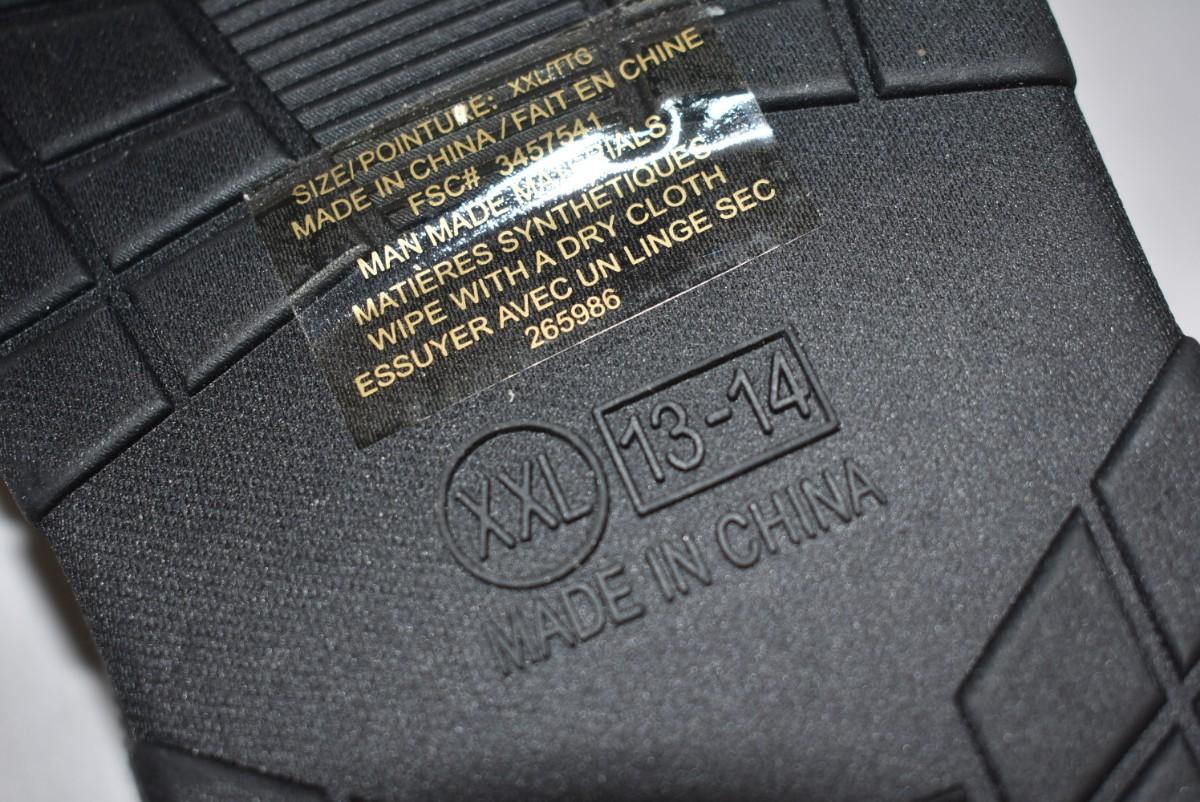 SIZE/POINTURE: XXL/TTG
MADE IN CHINA / FAIT EN CHINE
FSC# 3457541
MAN MADE MATERIALS
MATIÈRES SYNTHETIQUES
WIPE WITH A DRY CLOTH
ESSUYER AVEC UN LINGE SEC
265986
XXL 13-14
MADE IN CHINA